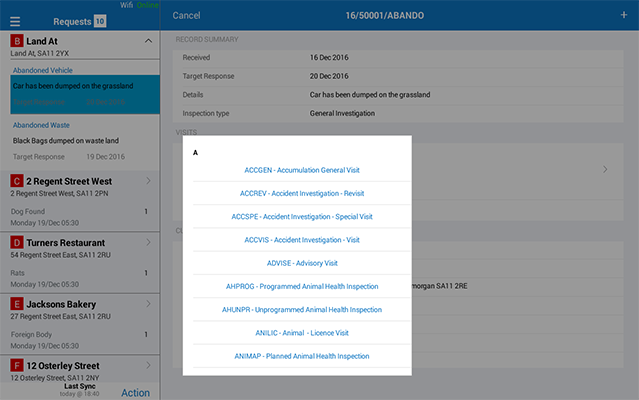 Wifi Online
Requests 10
B Land At
Land At, SA11 2YX
Abandoned Vehicle
Car has been dumped on the grassland
Target Response
Abandoned Waste
Black Bags dumped on waste land
Target Response 19 Dec 2016
C 2 Regent Street West
2 Regent Street West, SA11 2PN
Dog Found 1
Monday 19/Dec 05:30
D Turners Restaurant
54 Regent Street East, SA11 2RU
Rats 1
Monday 19/Dec 05:30
E Jacksons Bakery
27 Regent Street East, SA11 2RU
Foreign Body 1
Monday 19/Dec 05:30
F 12 Osterley Street
12 Osterley Street, SA11 2NY
Last Sync
today @ 18:40
Action
Cancel 16/50001/ABANDO +
RECORD SUMMARY
Received 16 Dec 2016
Target Response 20 Dec 2016
Details Car has been dumped on the grassland
Inspection type General Investigation
VISITS
A
ACCGEN - Accumulation General Visit
ACCREV - Accident Investigation - Revisit
ACCSPE - Accident Investigation - Special Visit
ACCVIS - Accident Investigation - Visit
ADVISE - Advisory Visit
AHPROG - Programmed Animal Health Inspection
AHUNPR - Unprogrammed Animal Health Inspection
ANILIC - Animal - Licence Visit
ANIMAP - Planned Animal Health Inspection
CU
morgan SA11 2RE